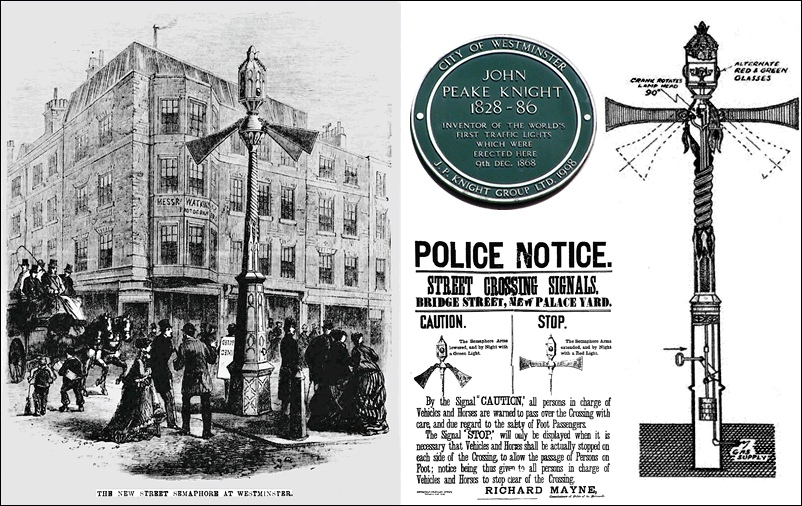 MESSRS WATKINS
PHOTOGRAPH
THE NEW STREET SEMAPHORE AT WESTMINSTER.
CITY OF WESTMINSTER
JOHN
PEAKE KNIGHT
1828 - 86
INVENTOR OF THE WORLD'S
FIRST TRAFFIC LIGHTS
WHICH WERE
ERECTED HERE
9th DEC. 1868
J. P. KNIGHT GROUP LTD. 1998
ALTERNATE
RED & GREEN
GLASSES
CRANK ROTATES
LAMP HEAD
90°
GAS
SUPPLY
POLICE NOTICE.
STREET CROSSING SIGNALS.
BRIDGE STREET, NEW PALACE YARD.
CAUTION.
The Semaphore Arms
lowered, and by Night with
a Green Light.
STOP.
The Semaphore Arms
extended, and by Night
with a Red Light.
By the Signal "CAUTION," all persons in charge of
Vehicles and Horses are warned to pass over the Crossing with
care, and due regard to the safety of Foot Passengers.
The Signal "STOP," will only be displayed when it is
necessary that Vehicles and Horses shall be actually stopped on
each side of the Crossing, to allow the passage of Persons on
Foot; notice being thus given to all persons in charge of
Vehicles and Horses to stop clear of the Crossing.
RICHARD MAYNE,